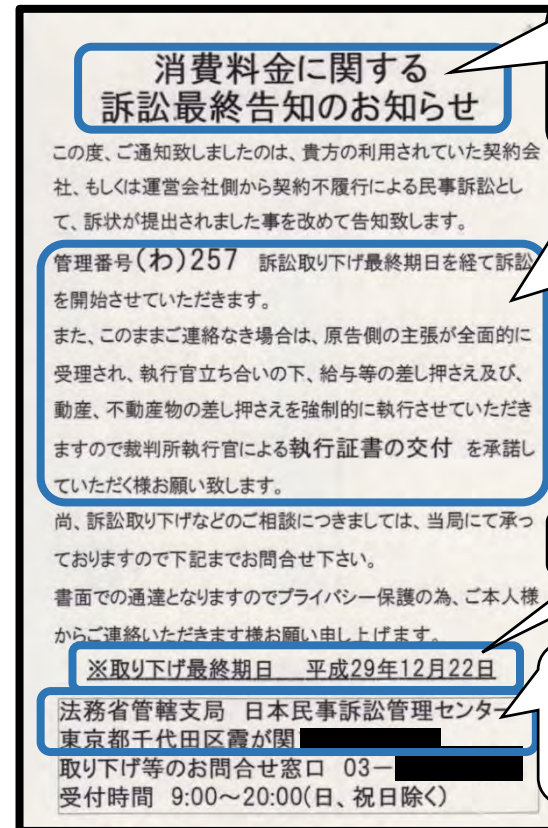 消費料金に関する
訴訟最終告知のお知らせ
この度、ご通知致しましたのは、貴方の利用されていた契約会
社、もしくは運営会社側から契約不履行による民事訴訟とし
て、訴状が提出されました事を改めて告知致します。
管理番号(わ)257 訴訟取り下げ最終期日を経て訴訟
を開始させていただきます。
また、このままご連絡なき場合は、原告側の主張が全面的に
受理され、執行官立ち合いの下、給与等の差し押さえ及び、
動産、不動産物の差し押さえを強制的に執行させていただき
ますので裁判所執行官による執行証書の交付 を承諾し
ていただく様お願い致します。
尚、訴訟取り下げなどのご相談につきましては、当局にて承っ
ておりますので下記までお問合せ下さい。
書面での通達となりますのでプライバシー保護の為、ご本人様
からご連絡いただきます様お願い申し上げます。
※取り下げ最終期日 平成29年12月22日
法務省管轄支局 日本民事訴訟管理センター
東京都千代田区霞が関
取り下げ等のお問合せ窓口 03ー
受付時間 9:00～20:00(日、祝日除く)